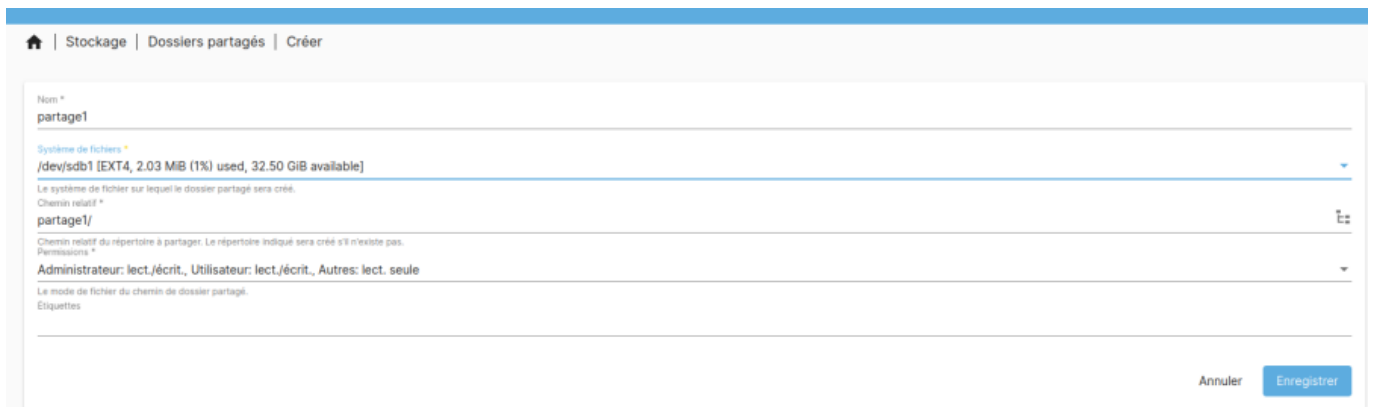 Stockage | Dossiers partagés | Créer
Nom *
partage1
Système de fichiers *
/dev/sdb1 [EXT4, 2.03 MiB (1%) used, 32.50 GiB available]
Le système de fichier sur lequel le dossier partagé sera créé.
Chemin relatif *
partage1/
Chemin relatif du répertoire à partager. Le répertoire indiqué sera créé s'il n'existe pas.
Permissions *
Administrateur: lect./écrit., Utilisateur: lect./écrit., Autres: lect. seule
Le mode de fichier du chemin de dossier partagé.
Étiquettes
Annuler Enregistrer